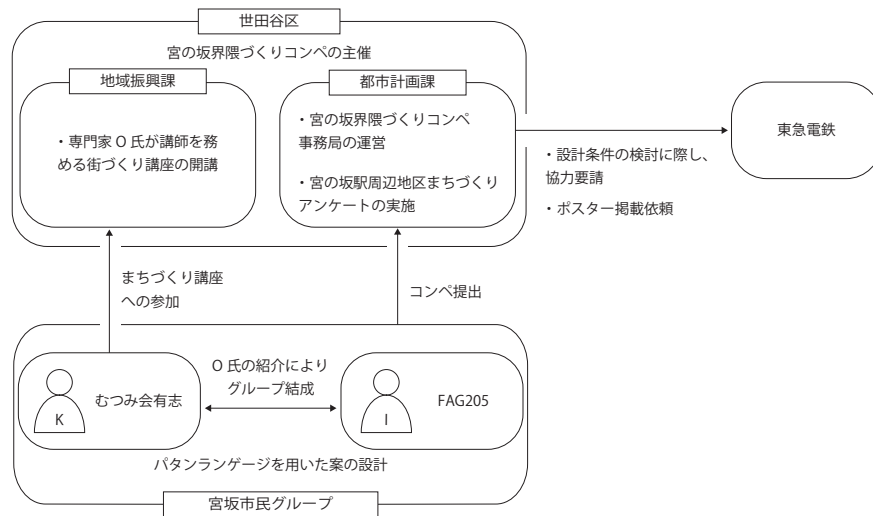 世田谷区
宮の坂界隈づくりコンペの主催
地域振興課
・専門家 O 氏が講師を務
める街づくり講座の開講
都市計画課
・宮の坂界隈づくりコンペ
事務局の運営
・宮の坂駅周辺地区まちづくり
アンケートの実施
東急電鉄
・設計条件の検討に際し、
協力要請
・ポスター掲載依頼
まちづくり講座
への参加
コンペ提出
K
むつみ会有志
O 氏の紹介により
グループ結成
I
FAG205
パタンランゲージを用いた案の設計
宮坂市民グループ